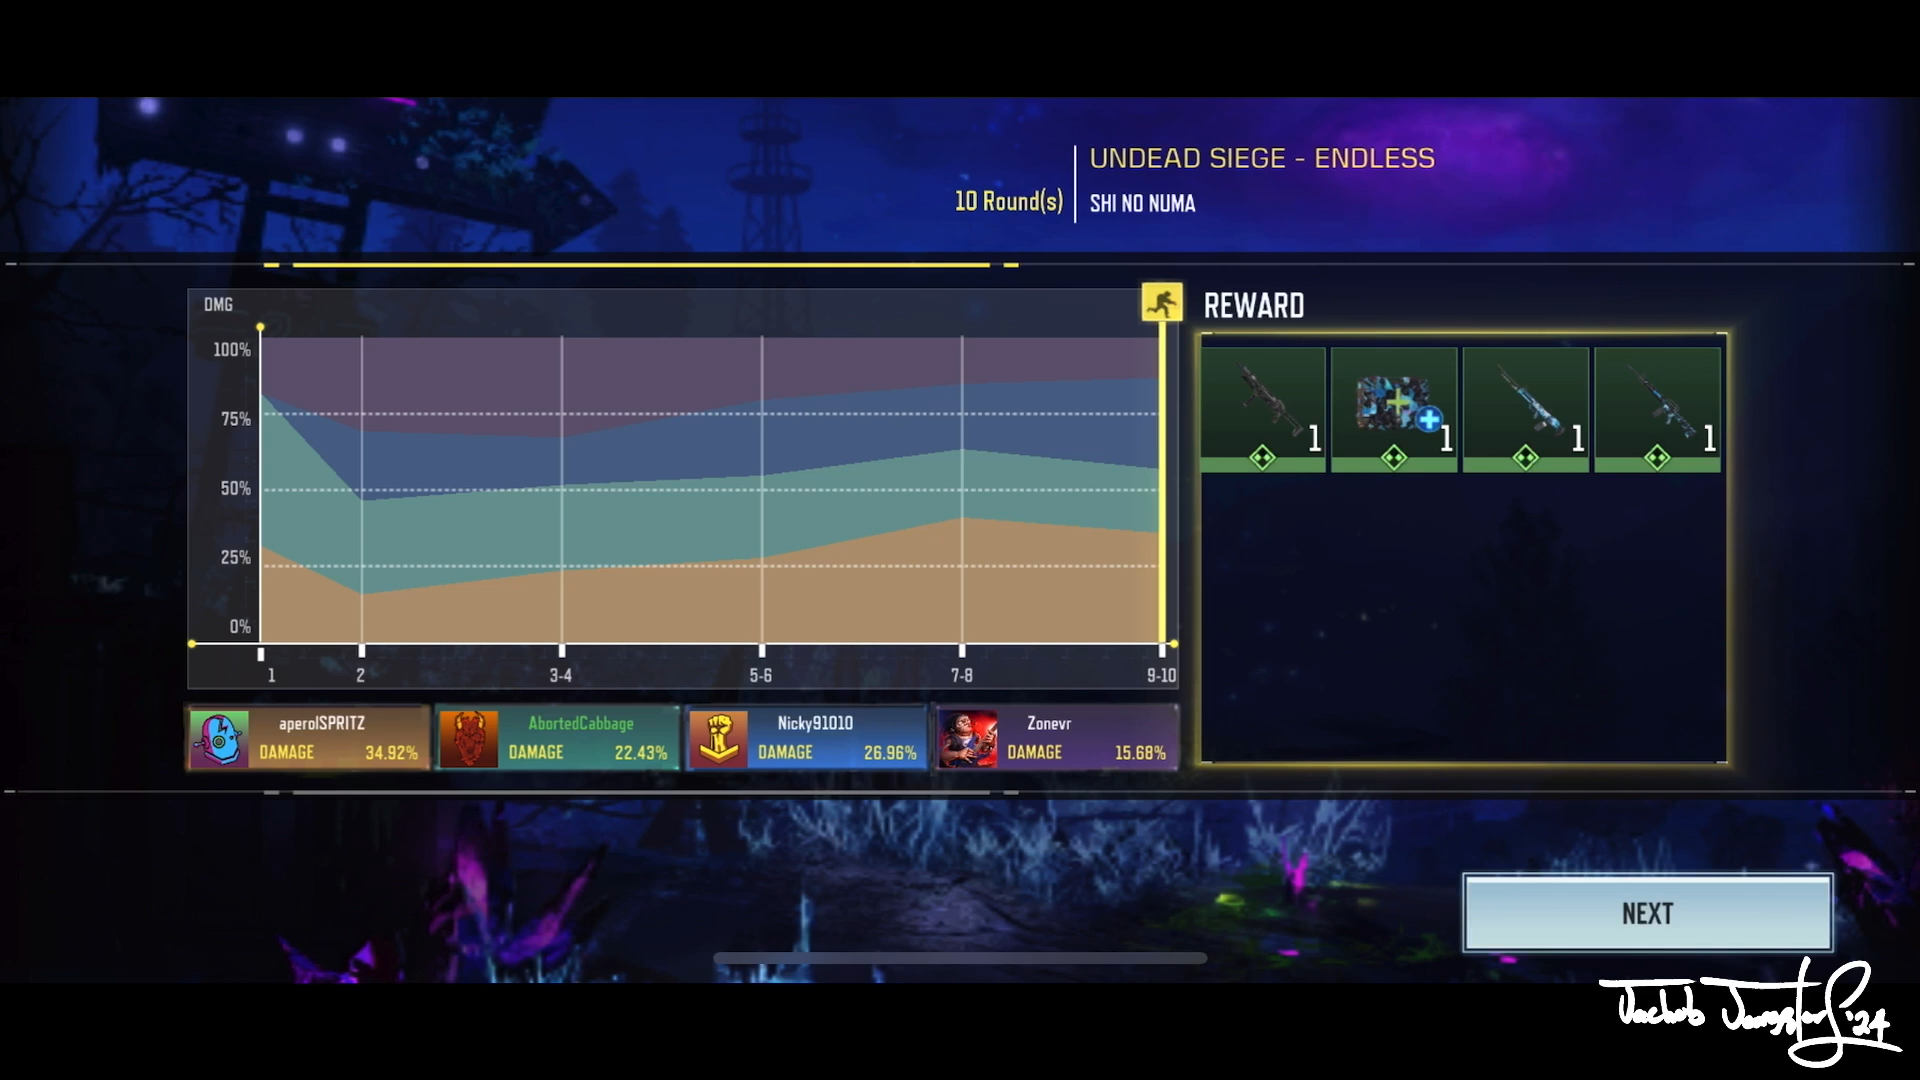 UNDEAD SIEGE - ENDLESS
10 Round(s)
SHI NO NUMA
DMG
100%
75%
50%
25%
0%
1 2 3-4 5-6 7-8 9-10
REWARD
1 1 1 1
aperolSPRITZ
DAMAGE 34.92%
AbortedCabbage
DAMAGE 22.43%
Nicky91010
DAMAGE 26.96%
Zonevr
DAMAGE 15.68%
NEXT
'24